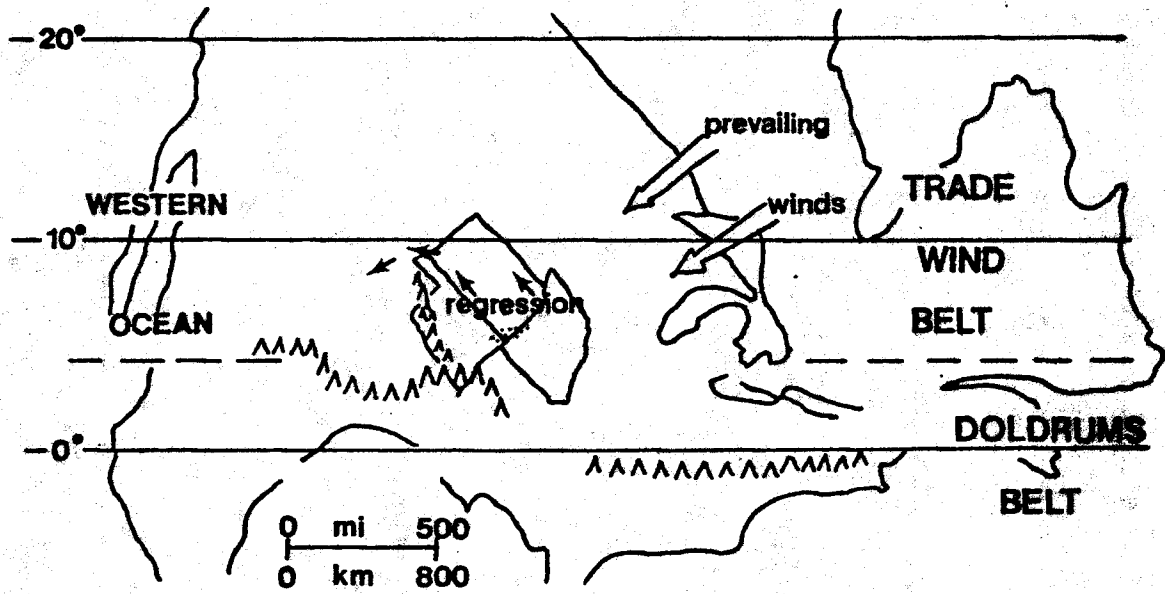 20°
prevailing
WESTERN
TRADE
winds
10°
WIND
regression
OCEAN
BELT
DOLDRUMS
0°
BELT
0 mi 500
0 km 800